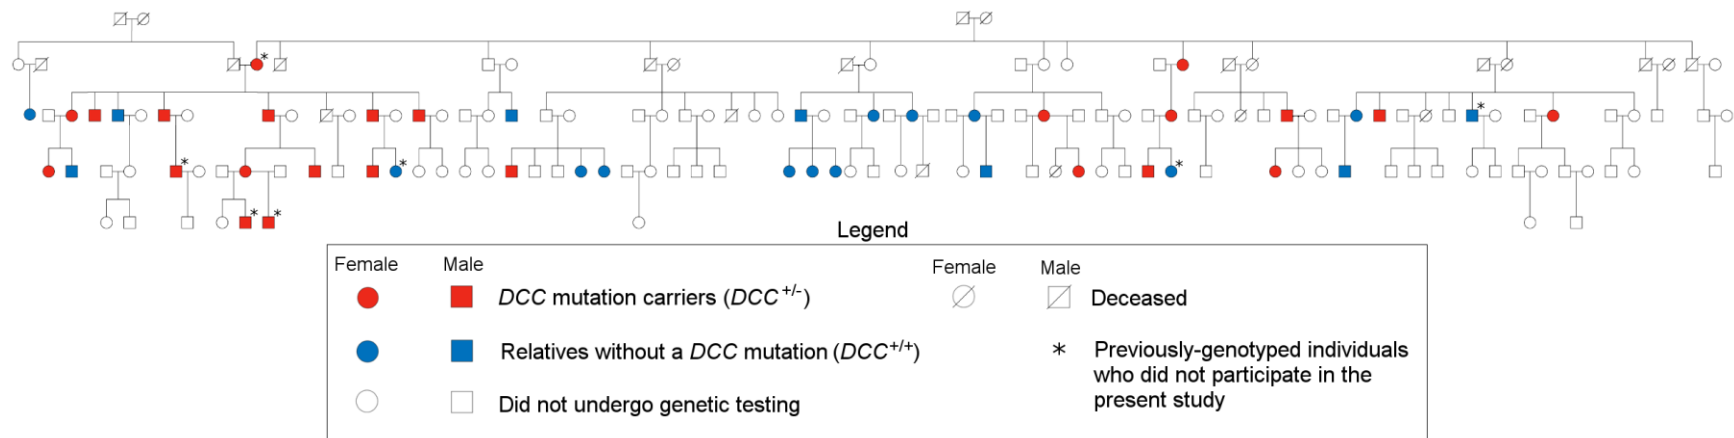 *
*
*
*
*
*
* *
Legend
Female Male
DCC mutation carriers (DCC+/-)
Relatives without a DCC mutation (DCC+/+)
Did not undergo genetic testing
Female Male
Deceased
* Previously-genotyped individuals
who did not participate in the
present study